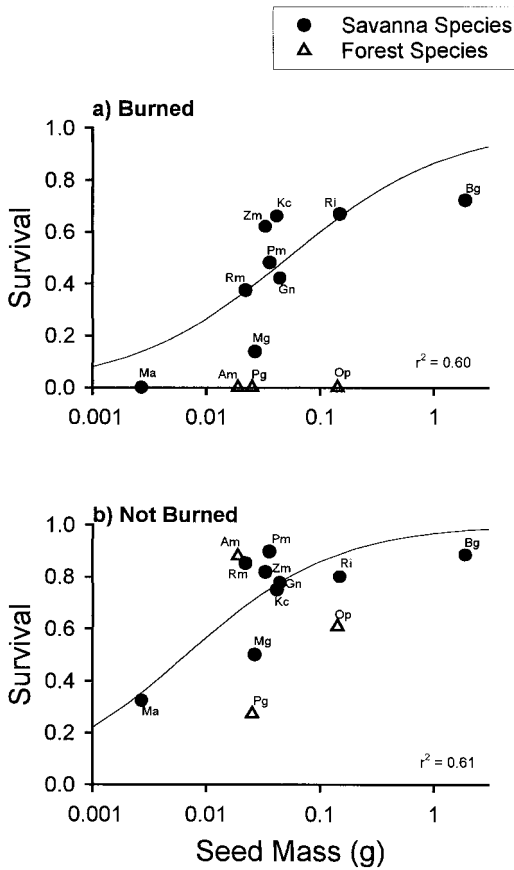 Savanna Species
Forest Species
a) Burned
1.0
0.8
0.6
0.4
0.2
0.0
Survival
Zm
Kc
Ri
Bg
Pm
Rm
Gn
Mg
Ma
Am
Pg
Op
r² = 0.60
0.001
0.01
0.1
1
b) Not Burned
1.0
0.8
0.6
0.4
0.2
0.0
Survival
Am
Pm
Bg
Rm
Zm
Ri
Gn
Kc
Op
Mg
Pg
Ma
r² = 0.61
0.001
0.01
0.1
1
Seed Mass (g)